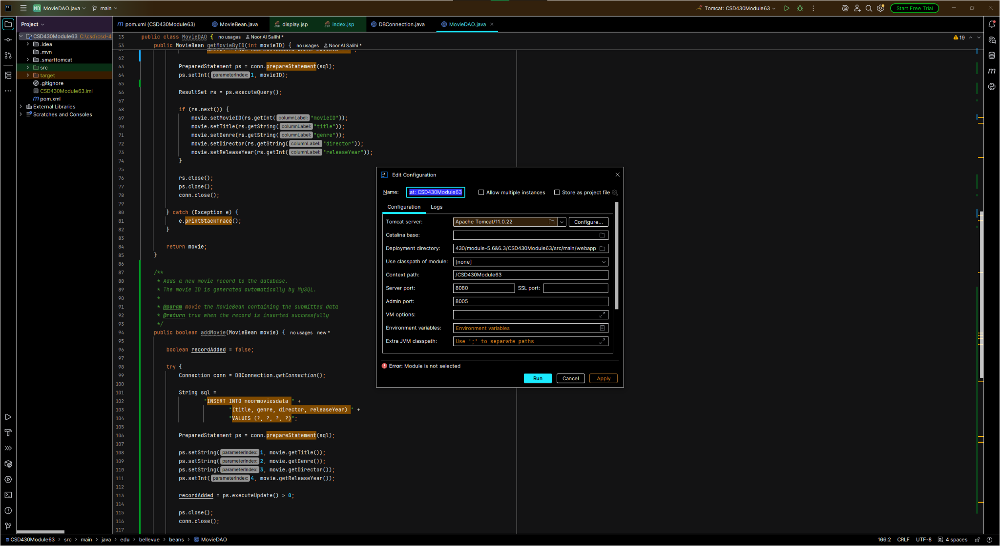 MD MovieDAO.java main
Tomcat: CSD430Module63
Start Free Trial
Project
pom.xml (CSD430Module63) MovieBean.java display.jsp index.jsp DBConnection.java MovieDAO.java
CSD430Module63 C:\csd\csd-4
.idea
.mvn
.smarttomcat
src
target
.gitignore
CSD430Module63.iml
pom.xml
External Libraries
Scratches and Consoles
19
13 public class MovieDAO { no usages Noor Al Salihi *
53 public MovieBean getMovieByID(int movieID) { no usages Noor Al Salihi *
62
63 PreparedStatement ps = conn.prepareStatement(sql);
64 ps.setInt( parameterIndex: 1, movieID);
65
66 ResultSet rs = ps.executeQuery();
67
68 if (rs.next()) {
69 movie.setMovieID(rs.getInt( columnLabel: "movieID"));
70 movie.setTitle(rs.getString( columnLabel: "title"));
71 movie.setGenre(rs.getString( columnLabel: "genre"));
72 movie.setDirector(rs.getString( columnLabel: "director"));
73 movie.setReleaseYear(rs.getInt( columnLabel: "releaseYear"));
74 }
75
76 rs.close();
77 ps.close();
78 conn.close();
79
80 } catch (Exception e) {
81 e.printStackTrace();
82 }
83
84 return movie;
85 }
86
87 /**
88 * Adds a new movie record to the database.
89 * The movie ID is generated automatically by MySQL.
90 *
91 * @param movie the MovieBean containing the submitted data
92 * @return true when the record is inserted successfully
93 */
94 public boolean addMovie(MovieBean movie) { no usages new *
95
96 boolean recordAdded = false;
97
98 try {
99 Connection conn = DBConnection.getConnection();
100
101 String sql =
102 "INSERT INTO noormoviesdata " +
103 "(title, genre, director, releaseYear) " +
104 "VALUES (?, ?, ?, ?)";
105
106 PreparedStatement ps = conn.prepareStatement(sql);
107
108 ps.setString( parameterIndex: 1, movie.getTitle());
109 ps.setString( parameterIndex: 2, movie.getGenre());
110 ps.setString( parameterIndex: 3, movie.getDirector());
111 ps.setInt( parameterIndex: 4, movie.getReleaseYear());
112
113 recordAdded = ps.executeUpdate() > 0;
114
115 ps.close();
116 conn.close();
117
Edit Configuration
Name: at: CSD430Module63 Allow multiple instances Store as project file
Configuration Logs
Tomcat server: Apache Tomcat/11.0.22 Configure...
Catalina base:
Deployment directory: 430/module-5.6&6.3/CSD430Module63/src/main/webapp
Use classpath of module: [none]
Context path: /CSD430Module63
Server port: 8080 SSL port:
Admin port: 8005
VM options:
Environment variables: Environment variables
Extra JVM classpath: Use ';' to separate paths
Error: Module is not selected
Run Cancel Apply
CSD430Module63 > src > main > java > edu > bellevue > beans > MovieDAO
166:2 CRLF UTF-8 4 spaces